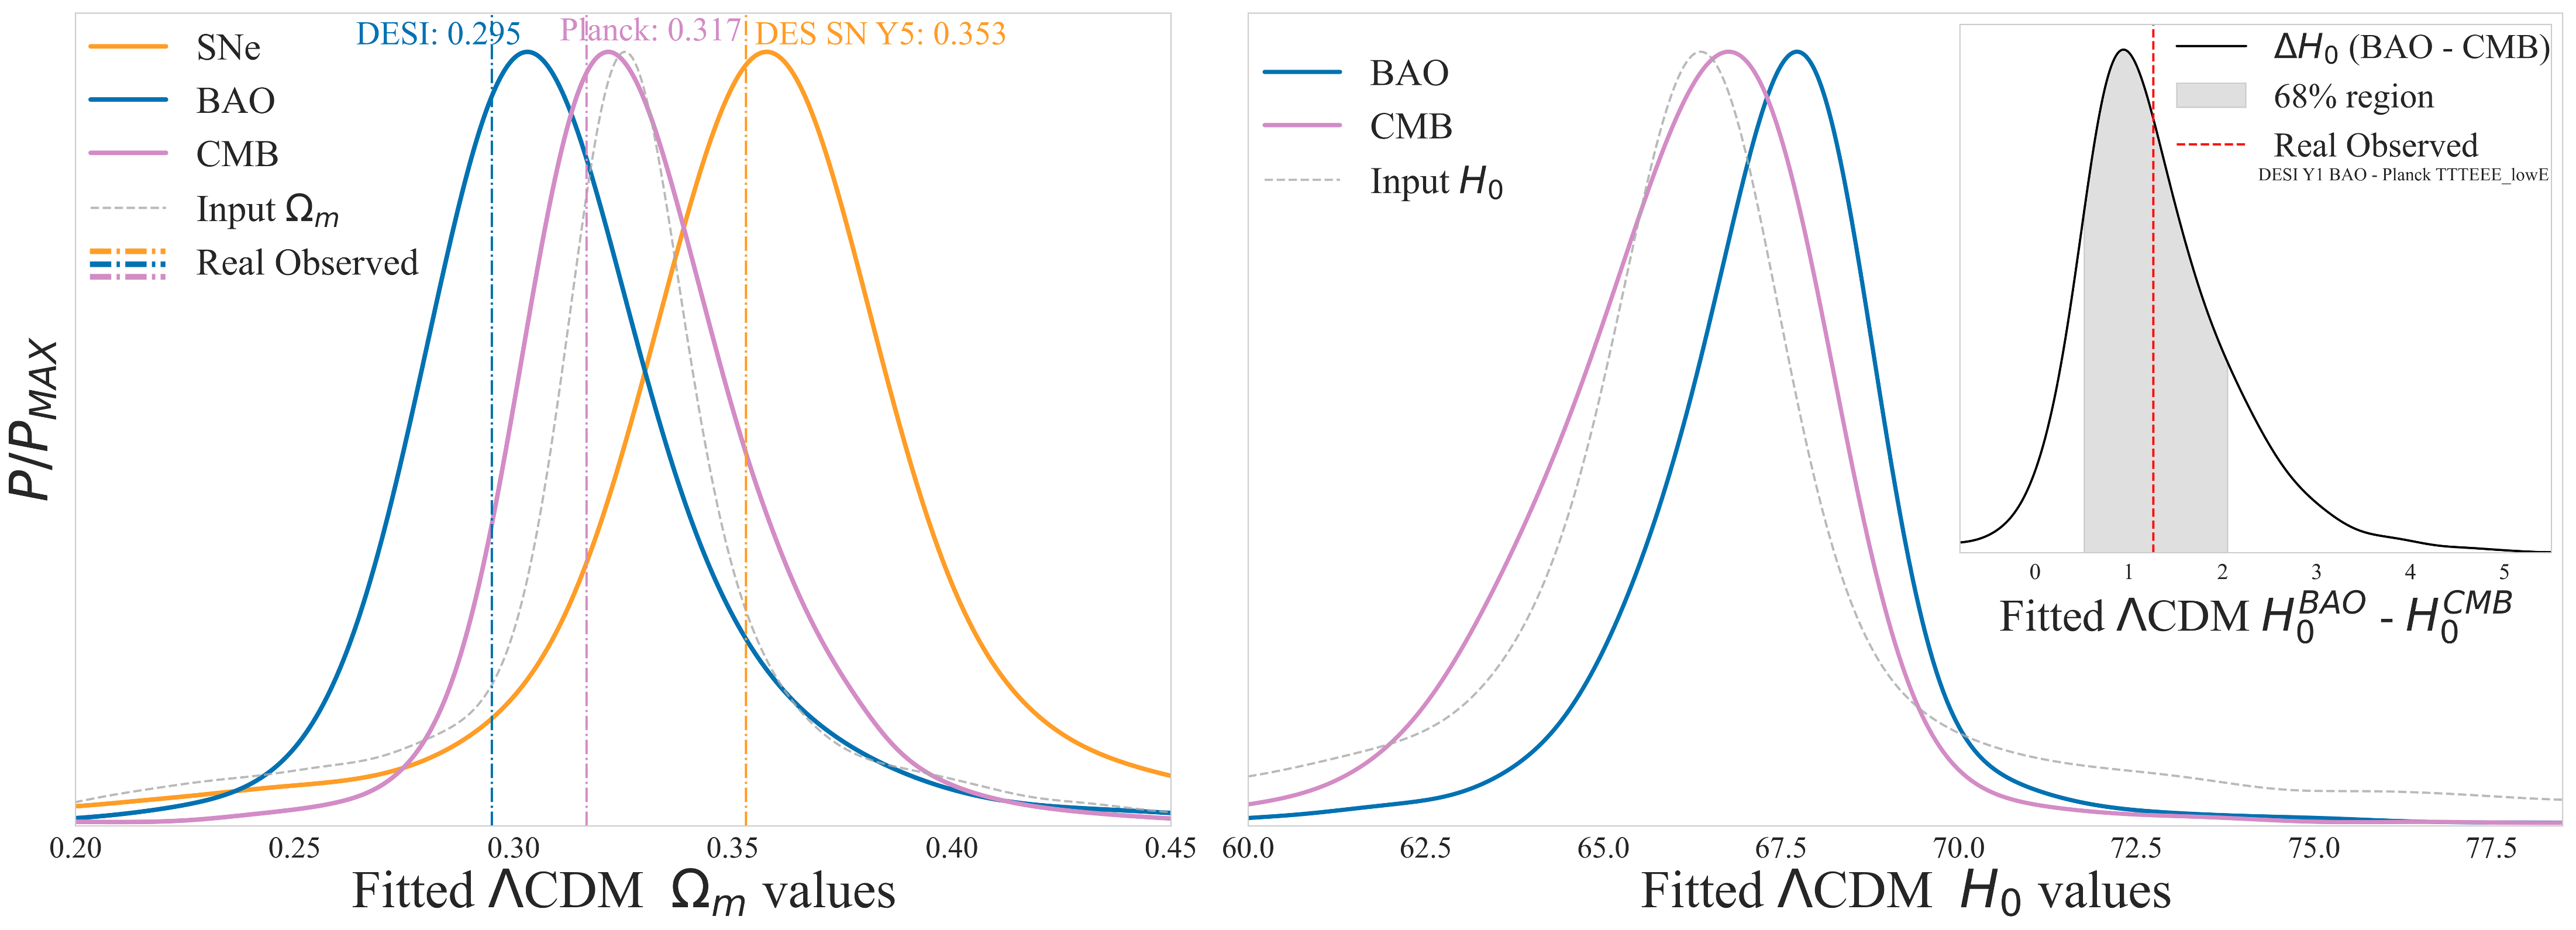 DESI: 0.295
Planck: 0.317
DES SN Y5: 0.353
SNe
BAO
CMB
Input Ωm
Real Observed
P/PMAX
0.20 0.25 0.30 0.35 0.40 0.45
Fitted ΛCDM Ωm values
BAO
CMB
Input H0
60.0 62.5 65.0 67.5 70.0 72.5 75.0 77.5
Fitted ΛCDM H0 values
ΔH0 (BAO - CMB)
68% region
Real Observed
DESI Y1 BAO - Planck TTTEEE_lowE
0 1 2 3 4 5
Fitted ΛCDM H0^BAO - H0^CMB